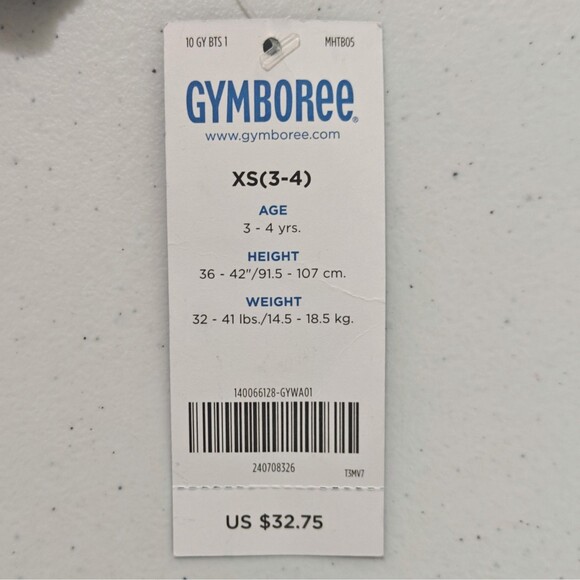 10 GY BTS 1 MHTB05
GYMBOREE®
www.gymboree.com
XS(3-4)
AGE
3 - 4 yrs.
HEIGHT
36 - 42"/91.5 - 107 cm.
WEIGHT
32 - 41 lbs./14.5 - 18.5 kg.
140066128-GYWA01
240708326 T3MV7
US $32.75